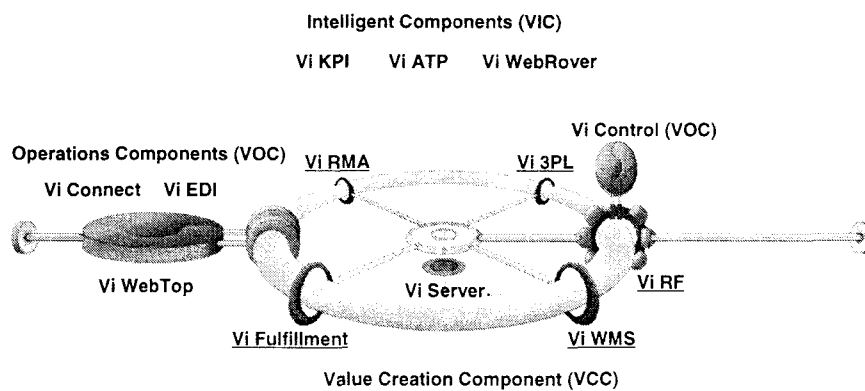 Intelligent Components (VIC)
Vi KPI Vi ATP Vi WebRover
Vi Control (VOC)
Operations Components (VOC)
Vi RMA Vi 3PL
Vi Connect Vi EDI
Vi WebTop Vi Server. Vi RF
Vi Fulfillment Vi WMS
Value Creation Component (VCC)